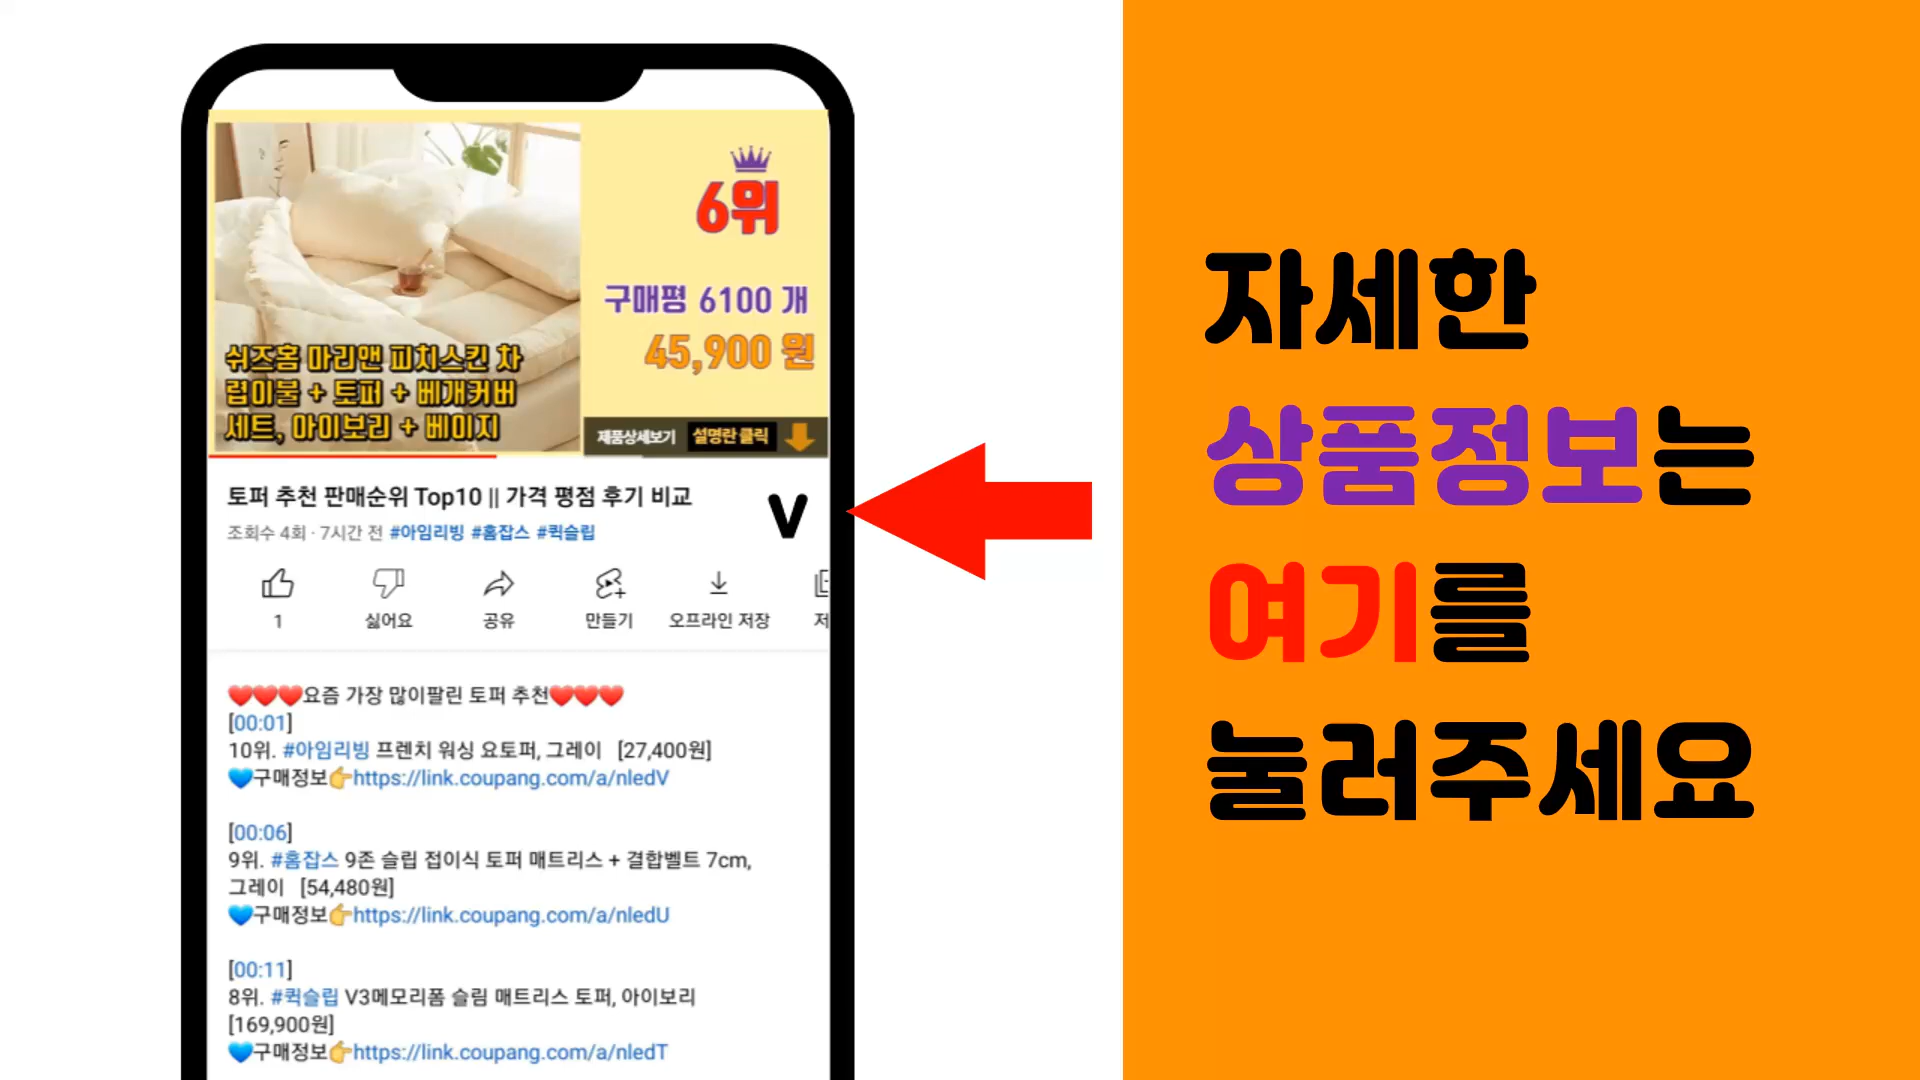 6위
구매평 6100 개
45,900 원
쉬즈홈 마리앤 피치스킨 차
렵이불 + 토퍼 + 베개커버
세트, 아이보리 + 베이지
제품상세보기 설명란 클릭
토퍼 추천 판매순위 Top10 || 가격 평점 후기 비교
V
조회수 4회 · 7시간 전 #아임리빙 #홈잡스 #퀵슬립
1 싫어요 공유 만들기 오프라인 저장 저
❤️❤️❤️요즘 가장 많이팔린 토퍼 추천❤️❤️❤️
[00:01]
10위. #아임리빙 프렌치 워싱 요토퍼, 그레이 [27,400원]
💙구매정보👉https://link.coupang.com/a/nledV
[00:06]
9위. #홈잡스 9존 슬립 접이식 토퍼 매트리스 + 결합벨트 7cm,
그레이 [54,480원]
💙구매정보👉https://link.coupang.com/a/nledU
[00:11]
8위. #퀵슬립 V3메모리폼 슬림 매트리스 토퍼, 아이보리
[169,900원]
💙구매정보👉https://link.coupang.com/a/nledT
자세한
상품정보는
여기를
눌러주세요